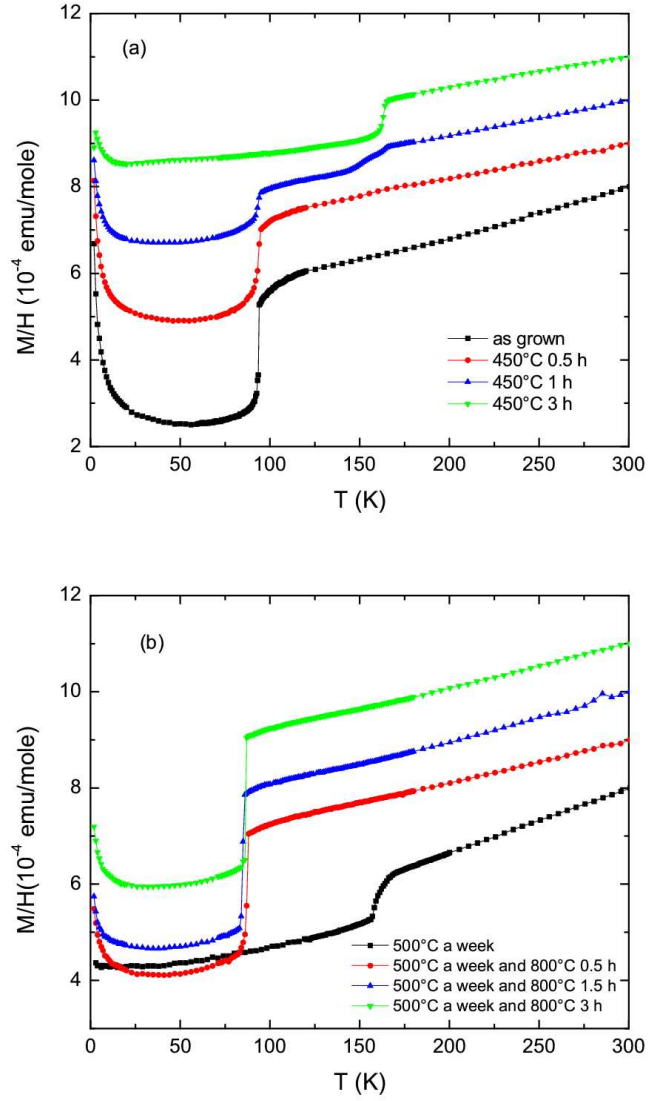 12
10
8
6
4
2
M/H (10⁻⁴ emu/mole)
(a)
as grown
450°C 0.5 h
450°C 1 h
450°C 3 h
0 50 100 150 200 250 300
T (K)
12
10
8
6
4
M/H(10⁻⁴ emu/mole)
(b)
500°C a week
500°C a week and 800°C 0.5 h
500°C a week and 800°C 1.5 h
500°C a week and 800°C 3 h
0 50 100 150 200 250 300
T (K)